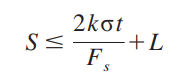 S ≤ 2kσt / F_s + L